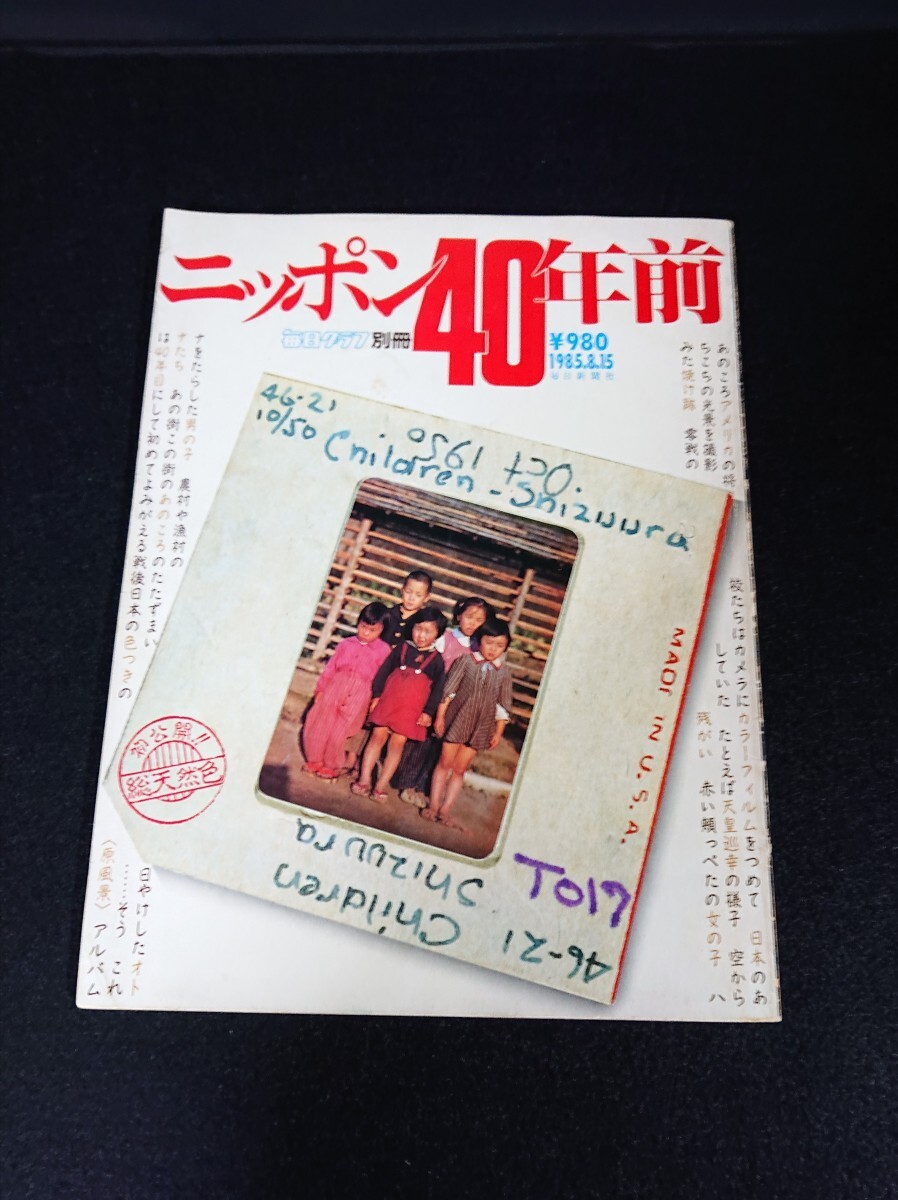 ニッポン40年前
毎日グラフ別冊
¥980
1985.8.15
毎日新聞社
あのころアメリカの将校たちはカメラにカラーフィルムをつめて 日本のあ
ちこちの光景を撮影していた たとえば天皇巡幸の様子 空から
みた焼け跡 零戦の残がい 赤い頬っぺたの女の子 ハ
ナをたらした男の子 農村や漁村の日やけしたオト
ナたち あの街この街のあのころのたたずまい……そう これ
は40年目にして初めてよみがえる戦後日本の色つきの〈原風景〉アルバム
46-21
10/50
Oct 1950.
Children - Shizuura
MADE IN U.S.A.
初公開!!
総天然色
T017
Children
Shizuura
46-21